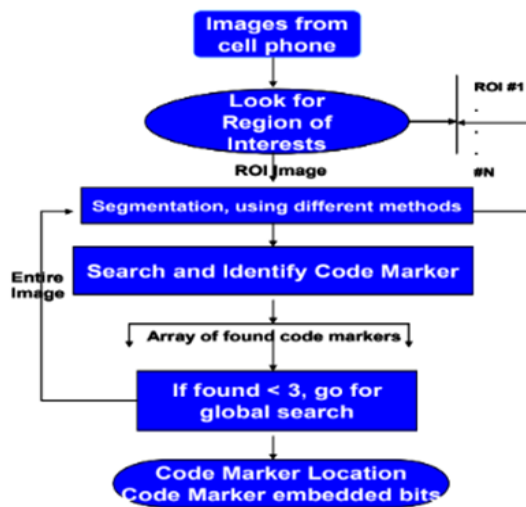 Images from
cell phone
Look for
Region of
Interests
ROI #1
.
.
.
#N
ROI Image
Segmentation, using different methods
Entire
Image
Search and Identify Code Marker
Array of found code markers
If found < 3, go for
global search
Code Marker Location
Code Marker embedded bits